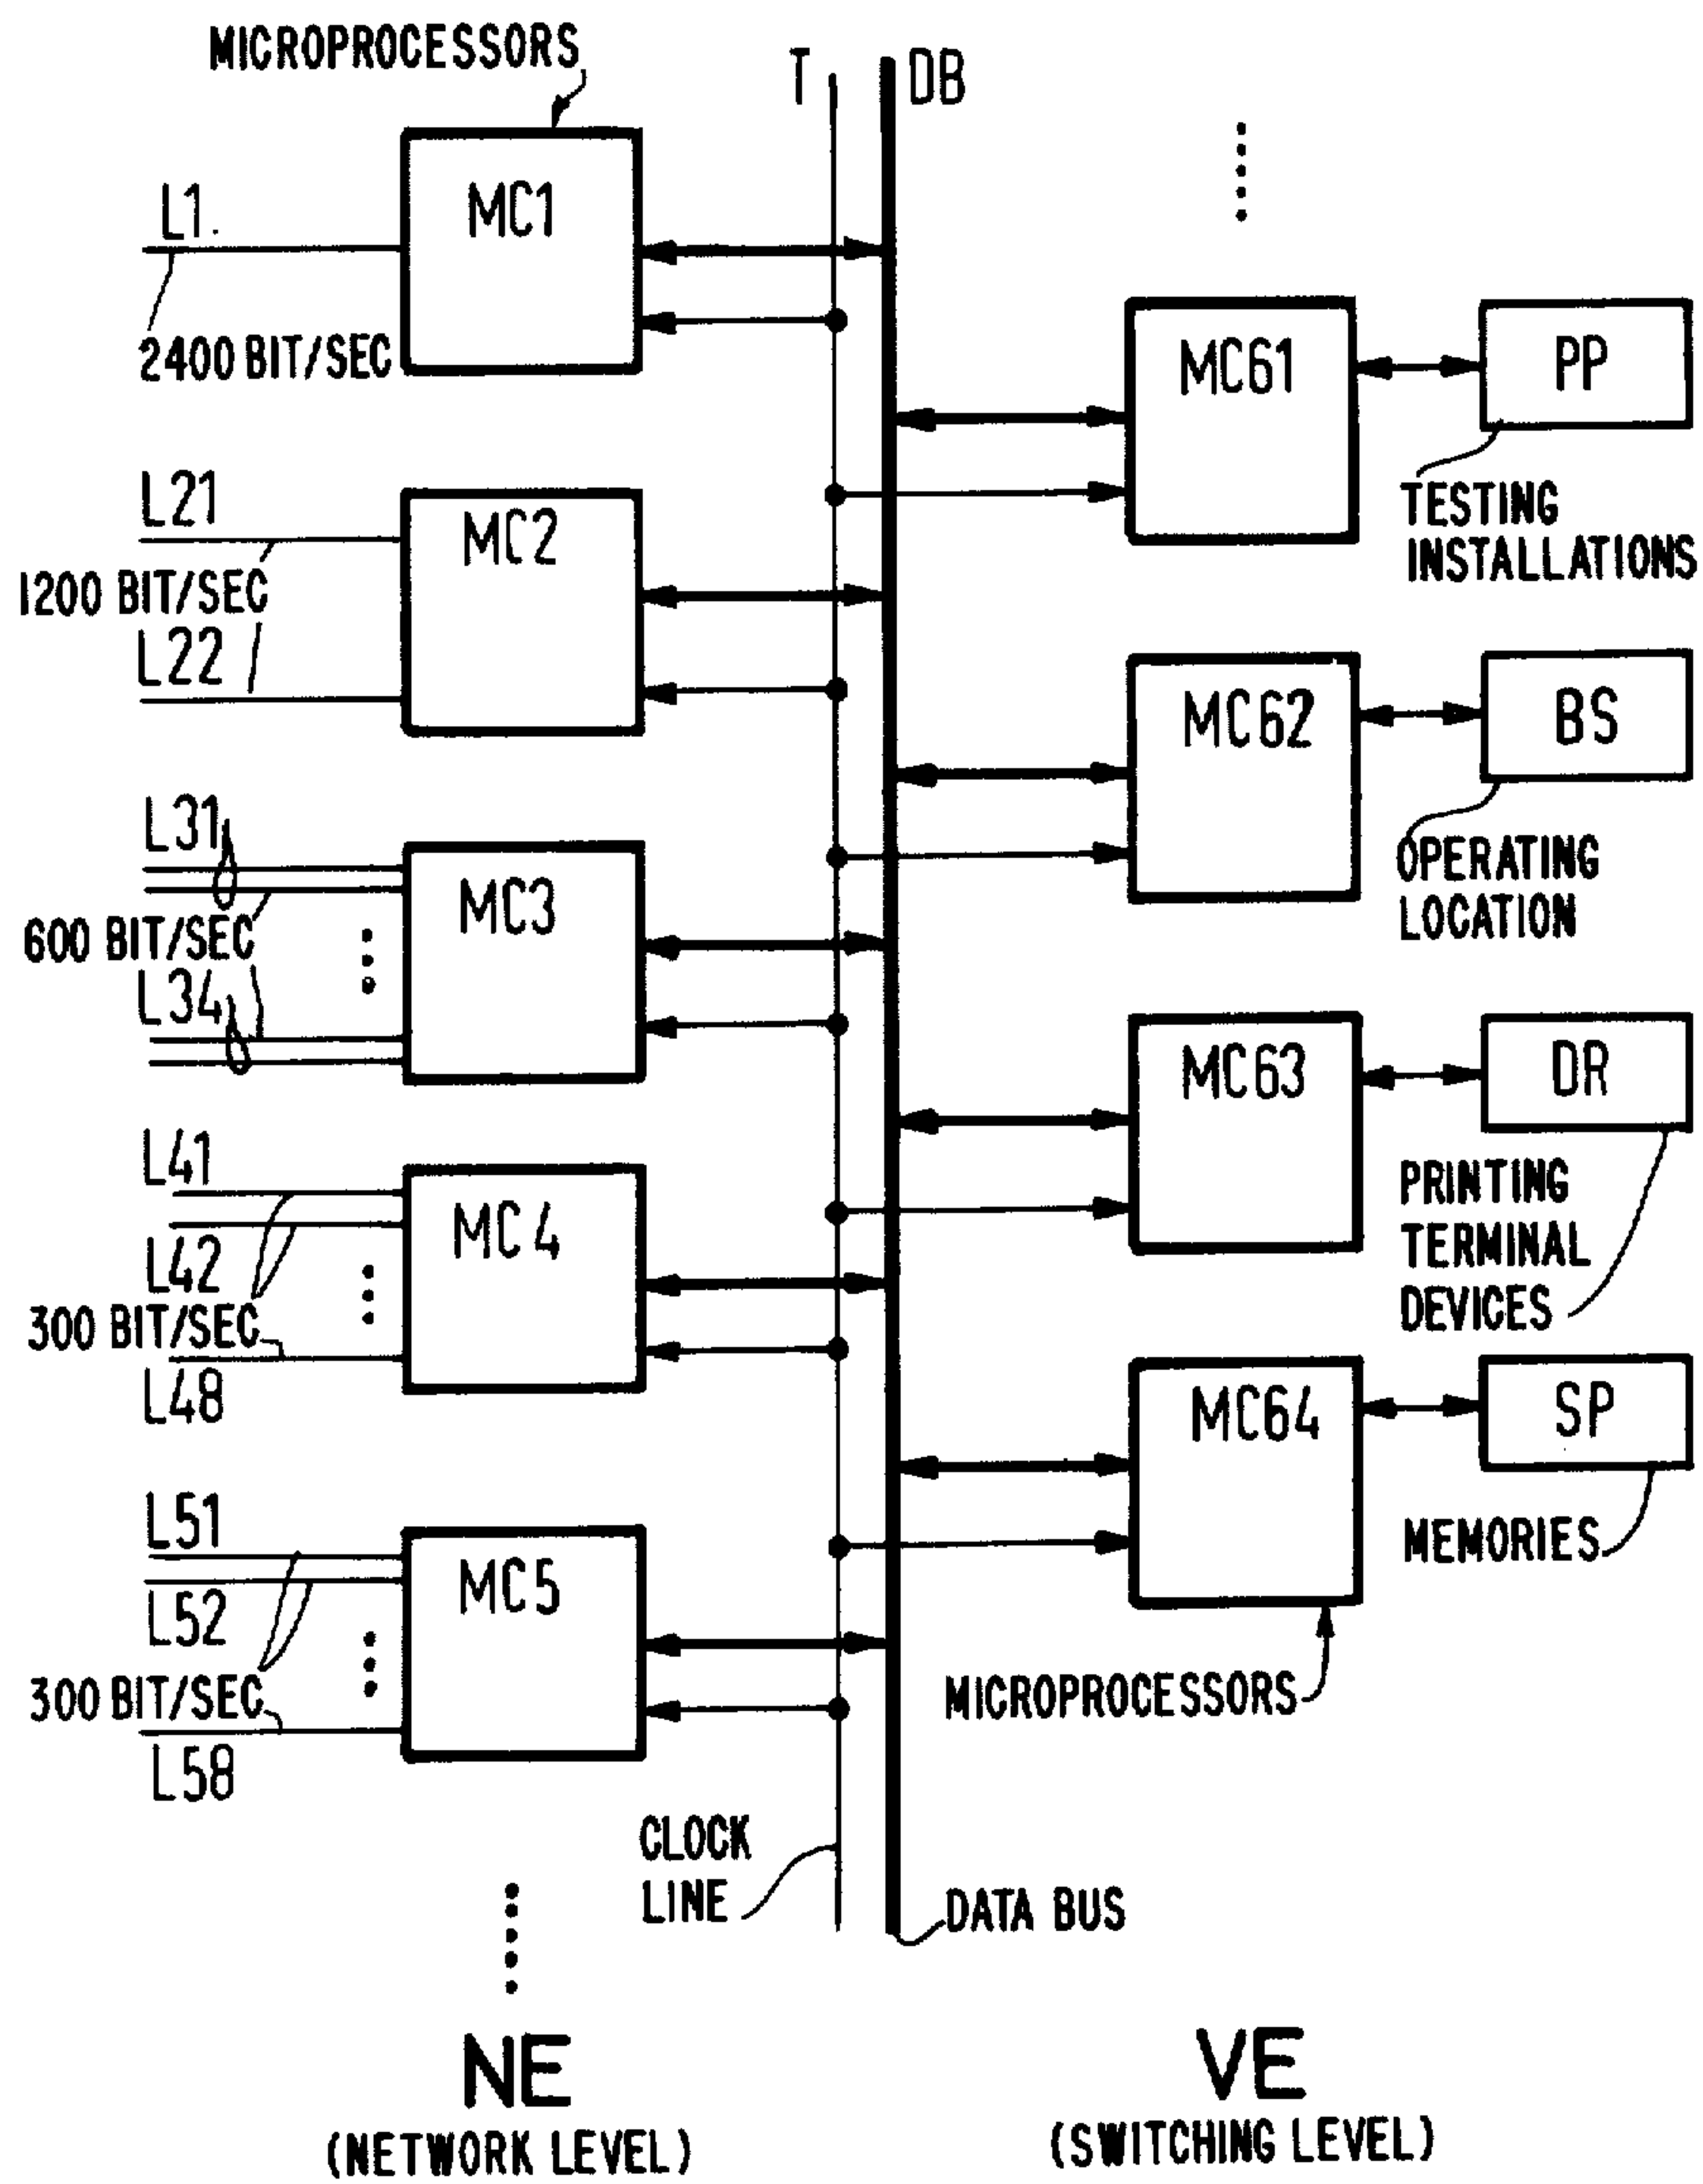 MICROPROCESSORS
T
DB
L1.
MC1
2400 BIT/SEC
MC61
PP
TESTING
INSTALLATIONS
L21
MC2
1200 BIT/SEC
L22
MC62
BS
OPERATING
LOCATION
L31
MC3
600 BIT/SEC
L34
MC63
DR
PRINTING
TERMINAL
DEVICES
L41
MC4
L42
300 BIT/SEC
L48
MC64
SP
MEMORIES
L51
MC5
L52
300 BIT/SEC
L58
MICROPROCESSORS
CLOCK
LINE
DATA BUS
NE
(NETWORK LEVEL)
VE
(SWITCHING LEVEL)